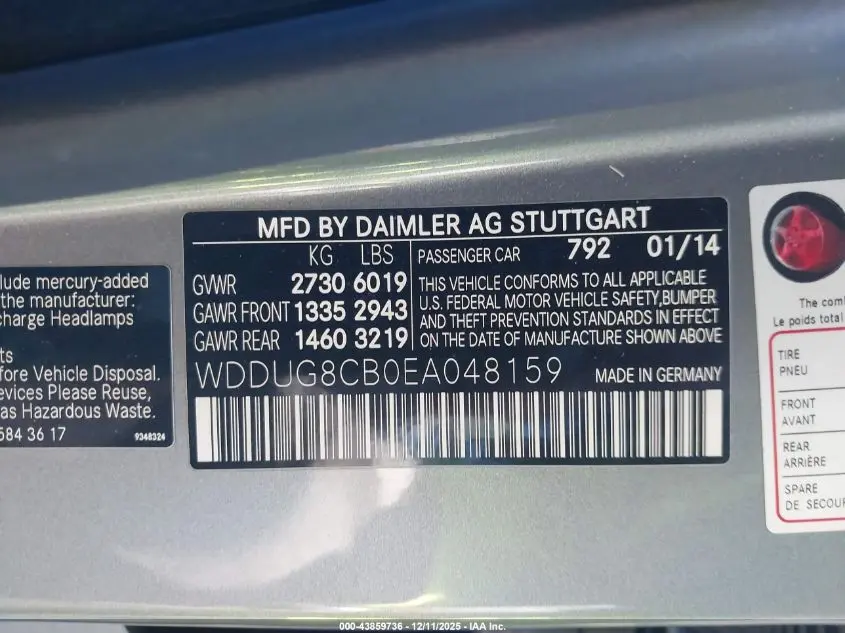 MFD BY DAIMLER AG STUTTGART
KG LBS
GVWR 2730 6019
GAWR FRONT 1335 2943
GAWR REAR 1460 3219
PASSENGER CAR 792 01/14
THIS VEHICLE CONFORMS TO ALL APPLICABLE
U.S. FEDERAL MOTOR VEHICLE SAFETY,BUMPER
AND THEFT PREVENTION STANDARDS IN EFFECT
ON THE DATE OF MANUFACTURE SHOWN ABOVE
WDDUG8CB0EA048159 MADE IN GERMANY
clude mercury-added
the manufacturer:
charge Headlamps
ts
efore Vehicle Disposal.
evices Please Reuse,
as Hazardous Waste.
584 36 17
9348324
The com
Le poids total
TIRE
PNEU
FRONT
AVANT
REAR
ARRIÈRE
SPARE
DE SECOUR
000-43859736 - 12/11/2025 - IAA Inc.